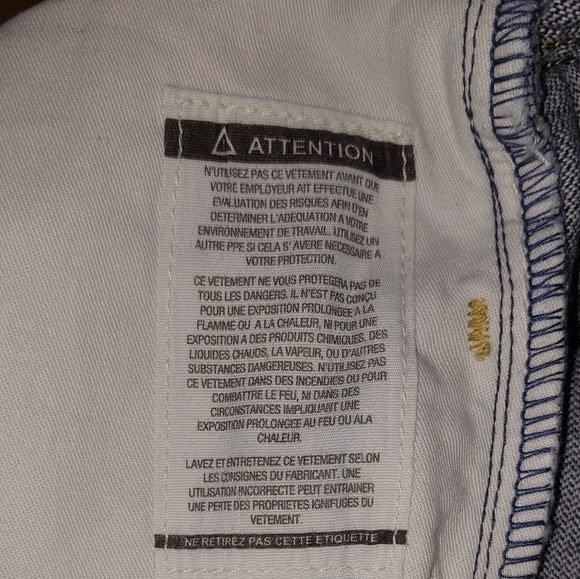 ATTENTION
N'UTILISEZ PAS CE VETEMENT AVANT QUE
VOTRE EMPLOYEUR AIT EFFECTUE UNE
EVALUATION DES RISQUES AFIN D'EN
DETERMINER L'ADEQUATION A VOTRE
ENVIRONNEMENT DE TRAVAIL. UTILISEZ UN
AUTRE PPE SI CELA S' AVERE NECESSAIRE A
VOTRE PROTECTION.
CE VETEMENT NE VOUS PROTEGERA PAS DE
TOUS LES DANGERS. IL N'EST PAS CONÇU
POUR UNE EXPOSITION PROLONGEE A LA
FLAMME OU A LA CHALEUR, NI POUR UNE
EXPOSITION A DES PRODUITS CHIMIQUES, DES
LIQUIDES CHAUDS, LA VAPEUR, OU D'AUTRES
SUBSTANCES DANGEREUSES. N'UTILISEZ PAS
CE VETEMENT DANS DES INCENDIES OU POUR
COMBATTRE LE FEU, NI DANS DES
CIRCONSTANCES IMPLIQUANT UNE
EXPOSITION PROLONGEE AU FEU OU ALA
CHALEUR.
LAVEZ ET ENTRETENEZ CE VETEMENT SELON
LES CONSIGNES DU FABRICANT. UNE
UTILISATION INCORRECTE PEUT ENTRAINER
UNE PERTE DES PROPRIETES IGNIFUGES DU
VETEMENT.
NE RETIREZ PAS CETTE ETIQUETTE